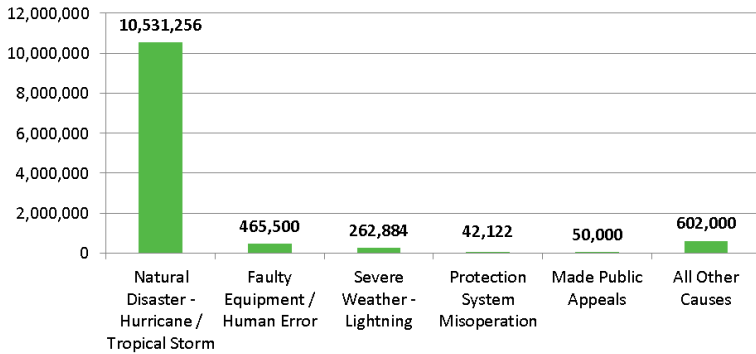 12,000,000
10,000,000
8,000,000
6,000,000
4,000,000
2,000,000
0
10,531,256
465,500
262,884
42,122
50,000
602,000
Natural
Disaster -
Hurricane /
Tropical Storm
Faulty
Equipment /
Human Error
Severe
Weather -
Lightning
Protection
System
Misoperation
Made Public
Appeals
All Other
Causes